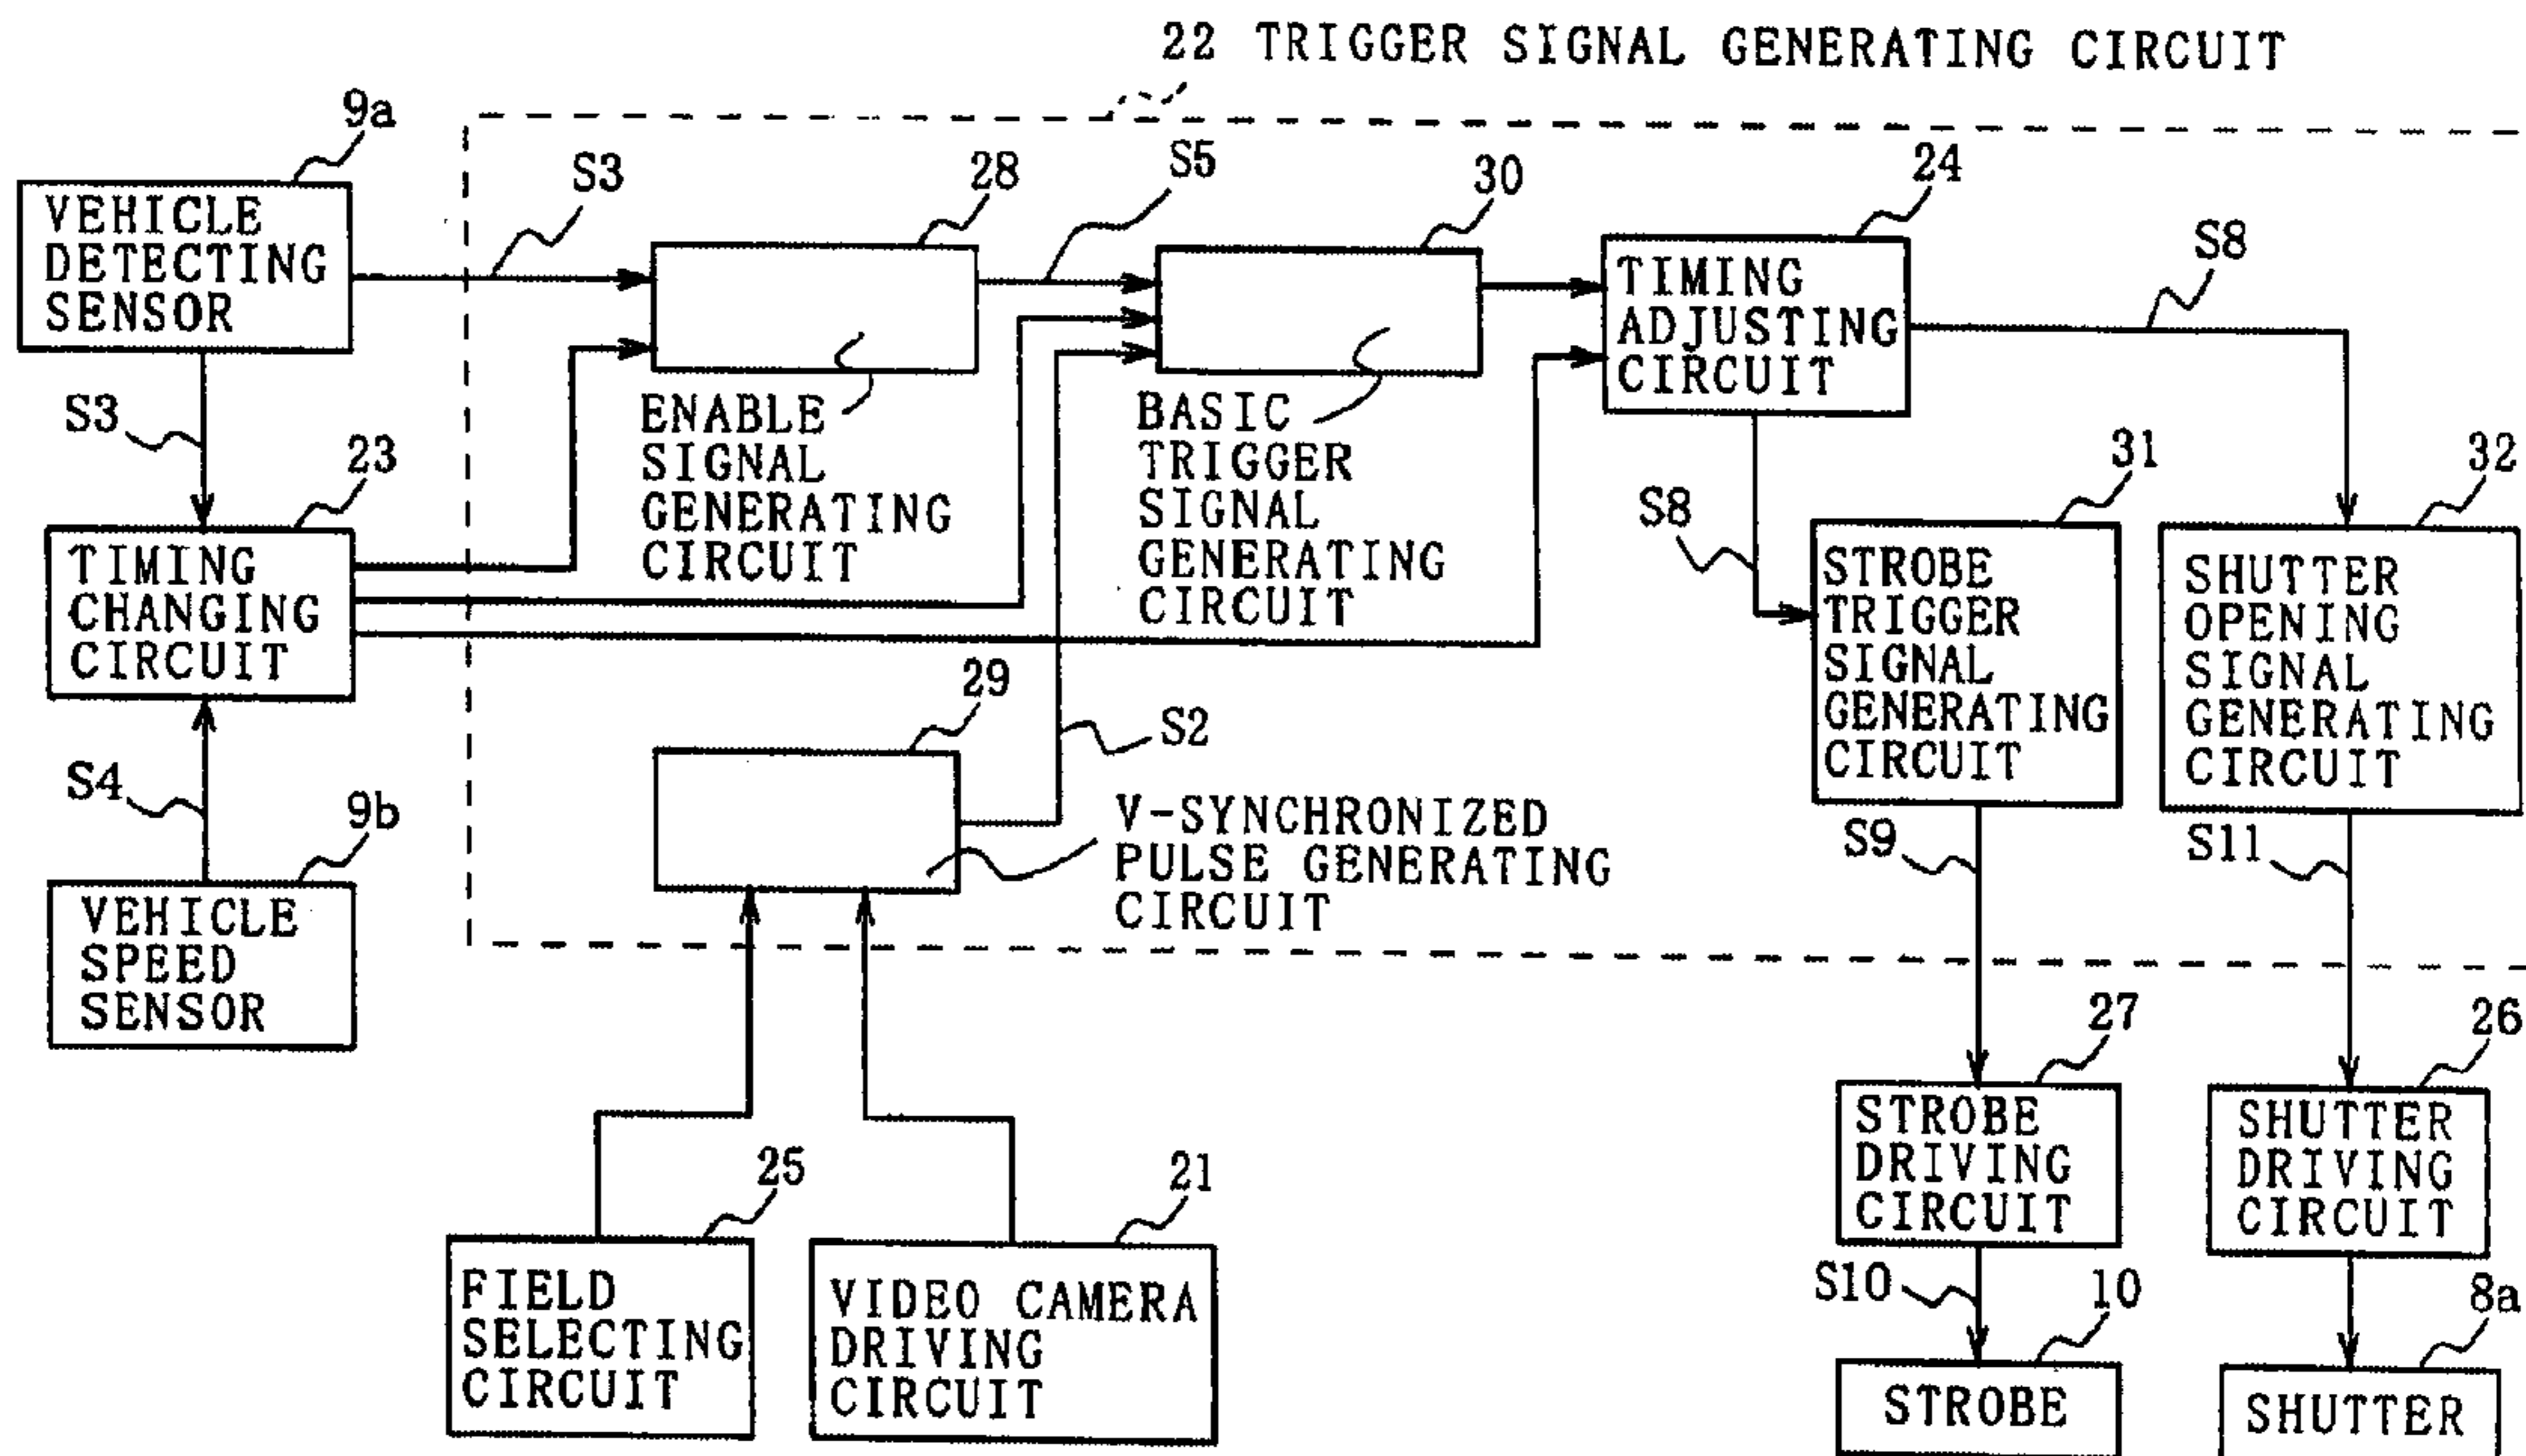 22 TRIGGER SIGNAL GENERATING CIRCUIT
9a
VEHICLE
DETECTING
SENSOR
S3
28
S5
30
24
TIMING
ADJUSTING
CIRCUIT
S8
S3
ENABLE
SIGNAL
GENERATING
CIRCUIT
BASIC
TRIGGER
SIGNAL
GENERATING
CIRCUIT
23
TIMING
CHANGING
CIRCUIT
S8
31
STROBE
TRIGGER
SIGNAL
GENERATING
CIRCUIT
32
SHUTTER
OPENING
SIGNAL
GENERATING
CIRCUIT
29
S2
V-SYNCHRONIZED
PULSE GENERATING
CIRCUIT
S4
9b
VEHICLE
SPEED
SENSOR
S9
S11
27
STROBE
DRIVING
CIRCUIT
26
SHUTTER
DRIVING
CIRCUIT
25
FIELD
SELECTING
CIRCUIT
21
VIDEO CAMERA
DRIVING
CIRCUIT
S10
10
STROBE
8a
SHUTTER